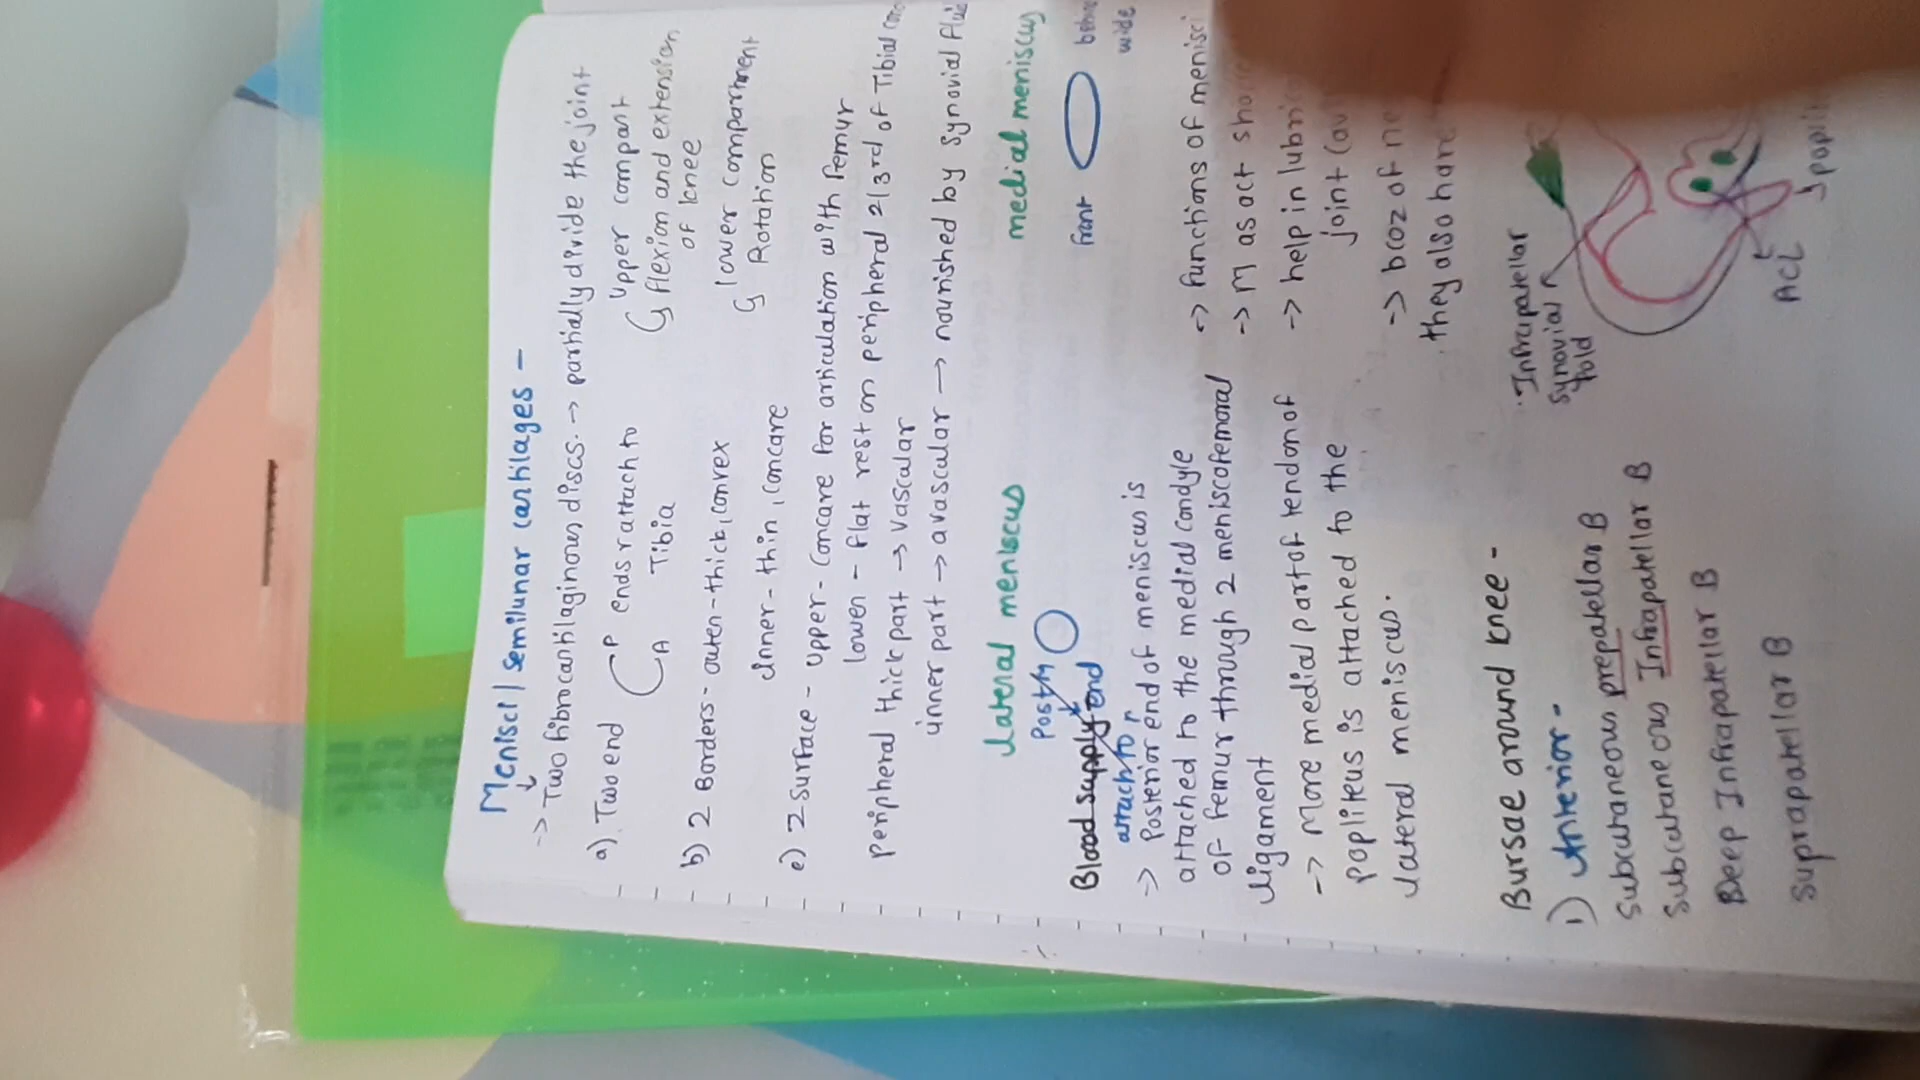 Menisci / semilunar cartilages -
-> Two fibrocartilaginous discs. -> partially divide the joint
a) Two end P ends rattach to Upper compant
A Tibia ↳ flexion and extension
of knee
b) 2 Borders - outer - thick, convex ↳ lower compartment
inner - thin, concave Rotation
c) 2 surface - upper - concave for articulation with femur
lower - flat rest on peripheral 2/3rd of Tibial
peripheral thick part -> vascular
inner part -> avascular -> nourished by synovial
lateral meniscus medial meniscus
front wide
Blood supply
attach to end
-> Posterior end of meniscus is -> functions of menisci
attached to the medial condyle -> M as act
of femur through 2 meniscofemoral -> help in
ligament joint
-> More medial part of tendon of -> bcoz of
popliteus is attached to the they also have
lateral meniscus.
Bursae around knee -
1) Anterior -
Subcutaneous prepatellar B
Subcutaneous Infrapatellar B
Deep Infrapatellar B
Suprapatellar B
Infrapatellar
synovial
fold
ACL